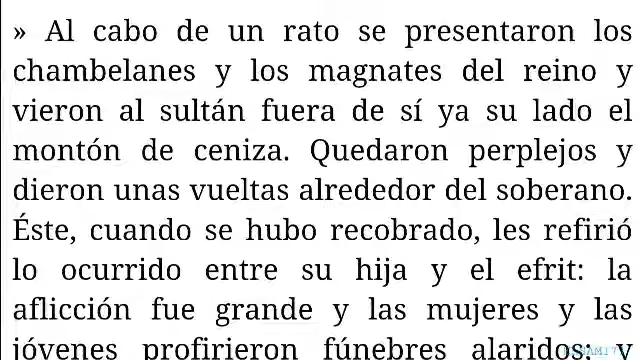 » Al cabo de un rato se presentaron los
chambelanes y los magnates del reino y
vieron al sultán fuera de sí ya su lado el
montón de ceniza. Quedaron perplejos y
dieron unas vueltas alrededor del soberano.
Éste, cuando se hubo recobrado, les refirió
lo ocurrido entre su hija y el efrit: la
aflicción fue grande y las mujeres y las
jóvenes profirieron fúnebres alaridos. y